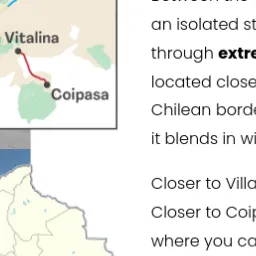 Vitalina
Coipasa
an isolated st
through extre
located close
Chilean borde
it blends in wi
Closer to Villa
Closer to Coip
where you ca